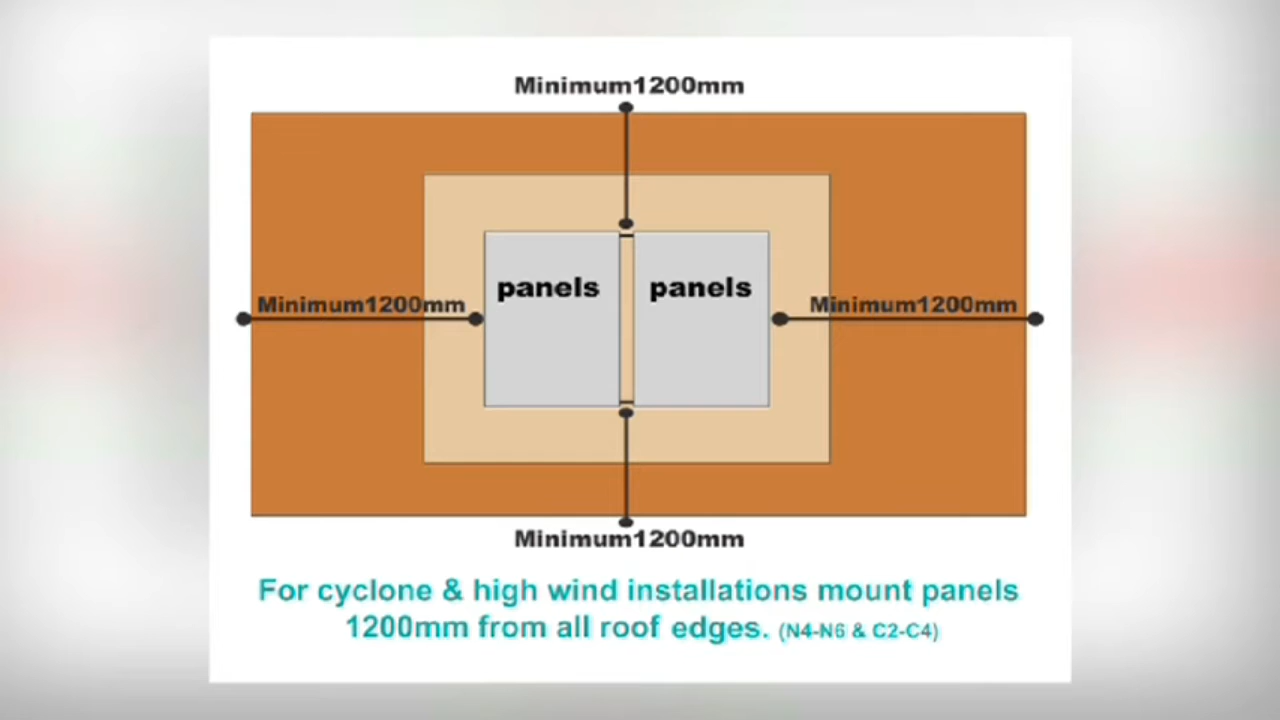 Minimum1200mm
panels panels
Minimum1200mm Minimum1200mm
Minimum1200mm
For cyclone & high wind installations mount panels
1200mm from all roof edges. (N4-N6 & C2-C4)